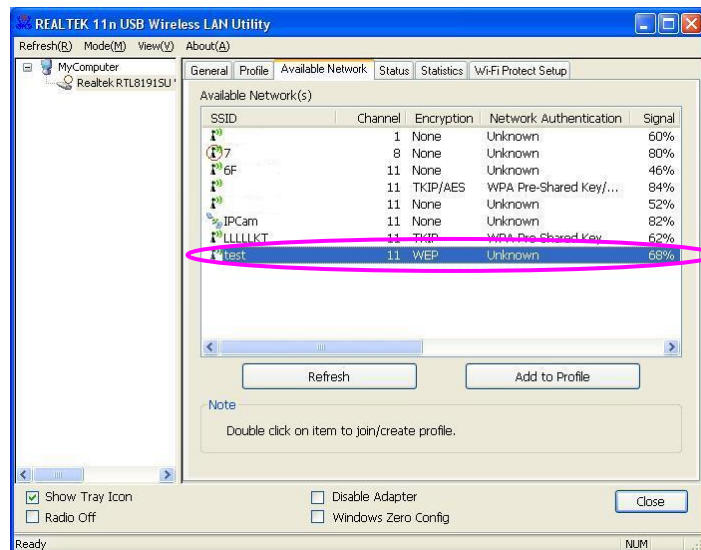 REALTEK 11n USB Wireless LAN Utility
Refresh(R) Mode(M) View(V) About(A)
MyComputer
Realtek RTL8191SU '
General Profile Available Network Status Statistics Wi-Fi Protect Setup
Available Network(s)
SSID Channel Encryption Network Authentication Signal
1 None Unknown 60%
7 8 None Unknown 80%
6F 11 None Unknown 46%
11 TKIP/AES WPA Pre-Shared Key/... 84%
11 None Unknown 52%
IPCam 11 None Unknown 82%
LLLLLKT 11 TKIP WPA Pre-Shared Key 62%
test 11 WEP Unknown 68%
Refresh Add to Profile
Note
Double click on item to join/create profile.
Show Tray Icon Disable Adapter Close
Radio Off Windows Zero Config
Ready NUM